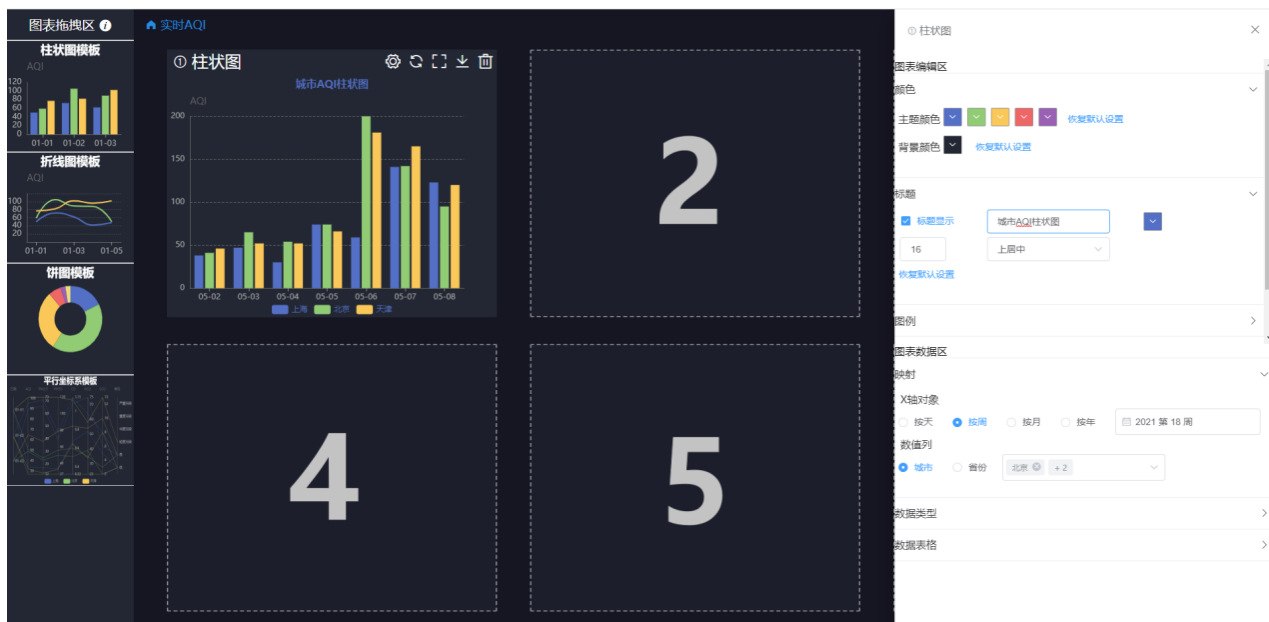 图表拖拽区 i
柱状图模板
AQI
120
100
80
60
40
20
0
01-01 01-02 01-03
折线图模板
AQI
100
80
60
40
20
01-01 01-03 01-05
饼图模板
平行坐标系模板
实时AQI
① 柱状图
城市AQI柱状图
AQI
200
150
100
50
0
05-02 05-03 05-04 05-05 05-06 05-07 05-08
上海 北京 天津
2
4
5
① 柱状图
图表编辑区
颜色
主题颜色 恢复默认设置
背景颜色 恢复默认设置
标题
标题显示 城市AQI柱状图
16 上居中
恢复默认设置
图例
图表数据区
映射
X轴对象
按天 按周 按月 按年 2021 第 18 周
数值列
城市 省份 北京 + 2
数据类型
数据表格